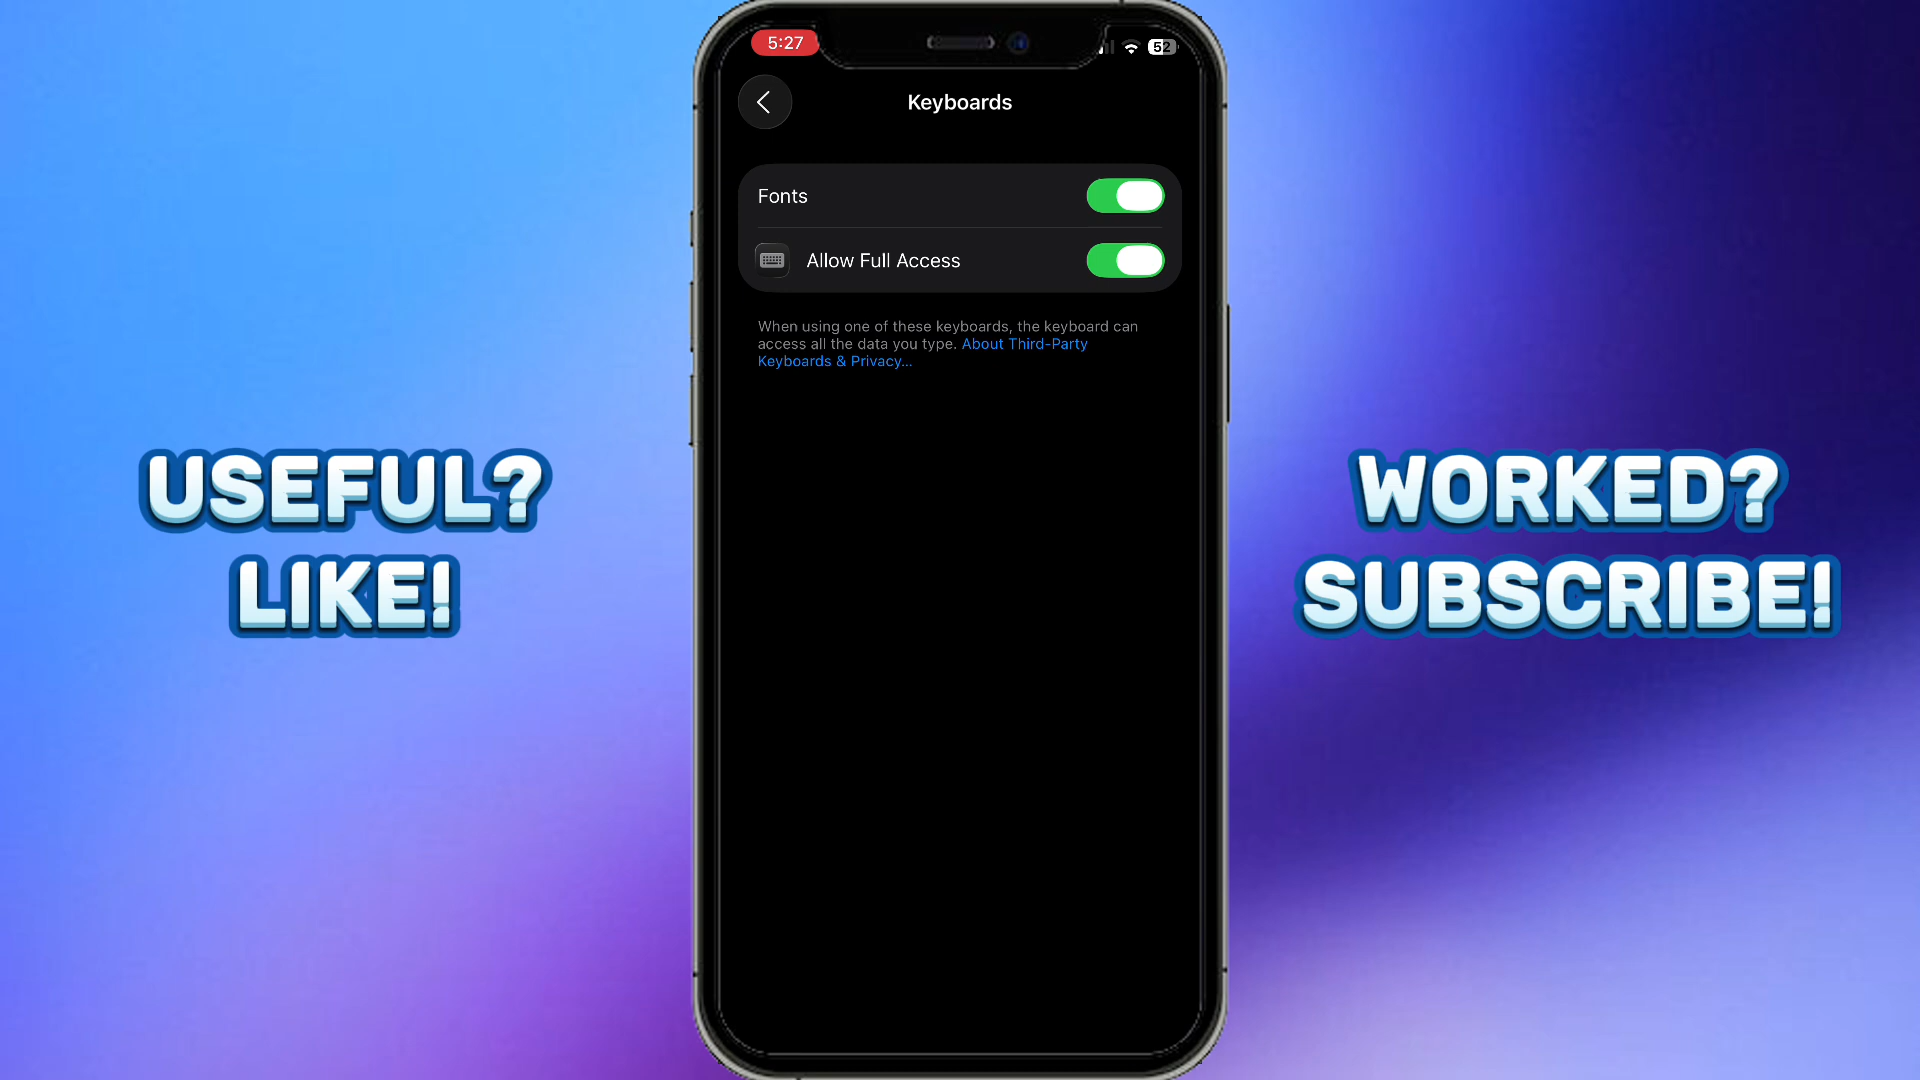 5:27
52
Keyboards
Fonts
Allow Full Access
When using one of these keyboards, the keyboard can
access all the data you type. About Third-Party
Keyboards & Privacy...
USEFUL?
LIKE!
WORKED?
SUBSCRIBE!